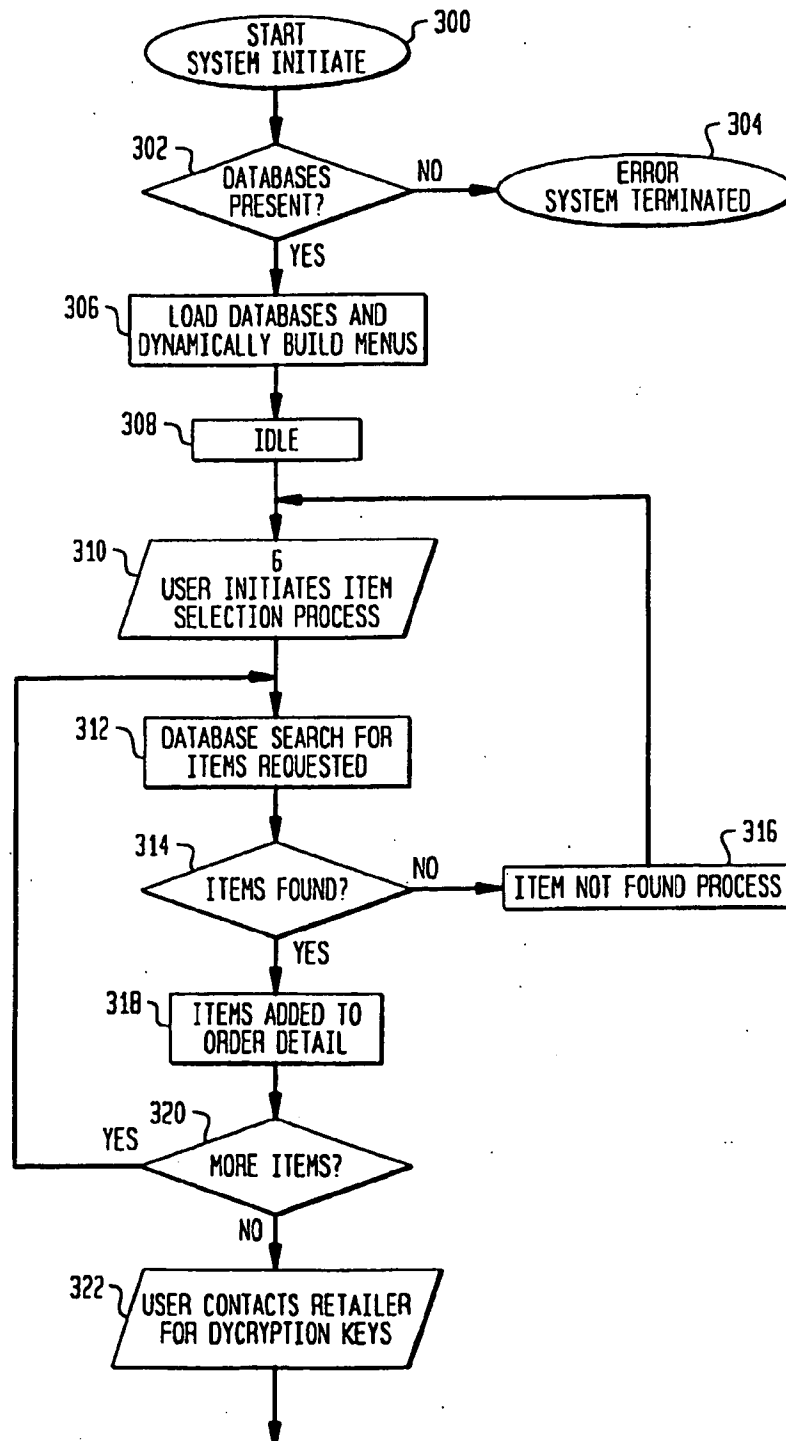 START
SYSTEM INITIATE
300
302
DATABASES
PRESENT?
NO
304
ERROR
SYSTEM TERMINATED
YES
306
LOAD DATABASES AND
DYNAMICALLY BUILD MENUS
308
IDLE
310
6
USER INITIATES ITEM
SELECTION PROCESS
312
DATABASE SEARCH FOR
ITEMS REQUESTED
314
ITEMS FOUND?
NO
316
ITEM NOT FOUND PROCESS
YES
318
ITEMS ADDED TO
ORDER DETAIL
320
YES
MORE ITEMS?
NO
322
USER CONTACTS RETAILER
FOR DYCRYPTION KEYS